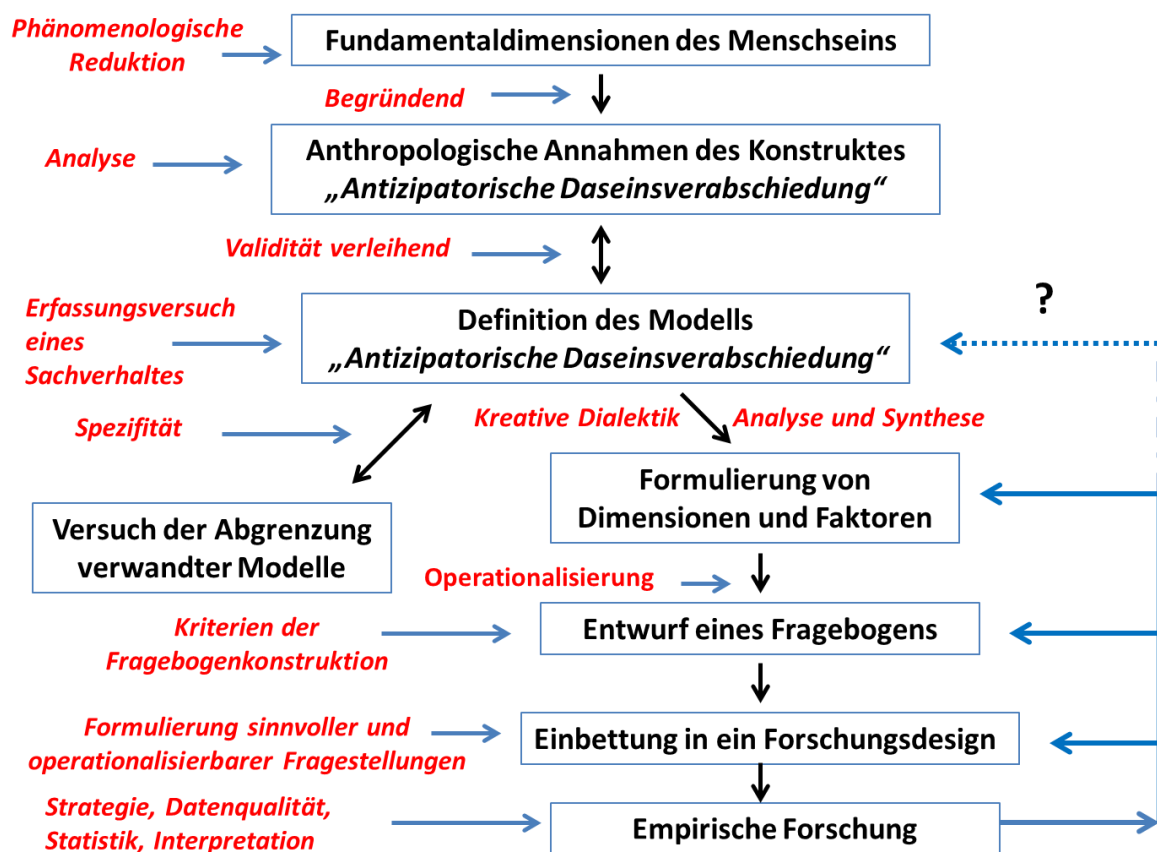 Phänomenologische
Reduktion
Fundamentaldimensionen des Menschseins
Begründend
Analyse
Anthropologische Annahmen des Konstruktes
„Antizipatorische Daseinsverabschiedung“
Validität verleihend
Erfassungsversuch
eines
Sachverhaltes
Definition des Modells
„Antizipatorische Daseinsverabschiedung“
?
Spezifität
Kreative Dialektik
Analyse und Synthese
Versuch der Abgrenzung
verwandter Modelle
Formulierung von
Dimensionen und Faktoren
Operationalisierung
Kriterien der
Fragebogenkonstruktion
Entwurf eines Fragebogens
Formulierung sinnvoller und
operationalisierbarer Fragestellungen
Einbettung in ein Forschungsdesign
Strategie, Datenqualität,
Statistik, Interpretation
Empirische Forschung